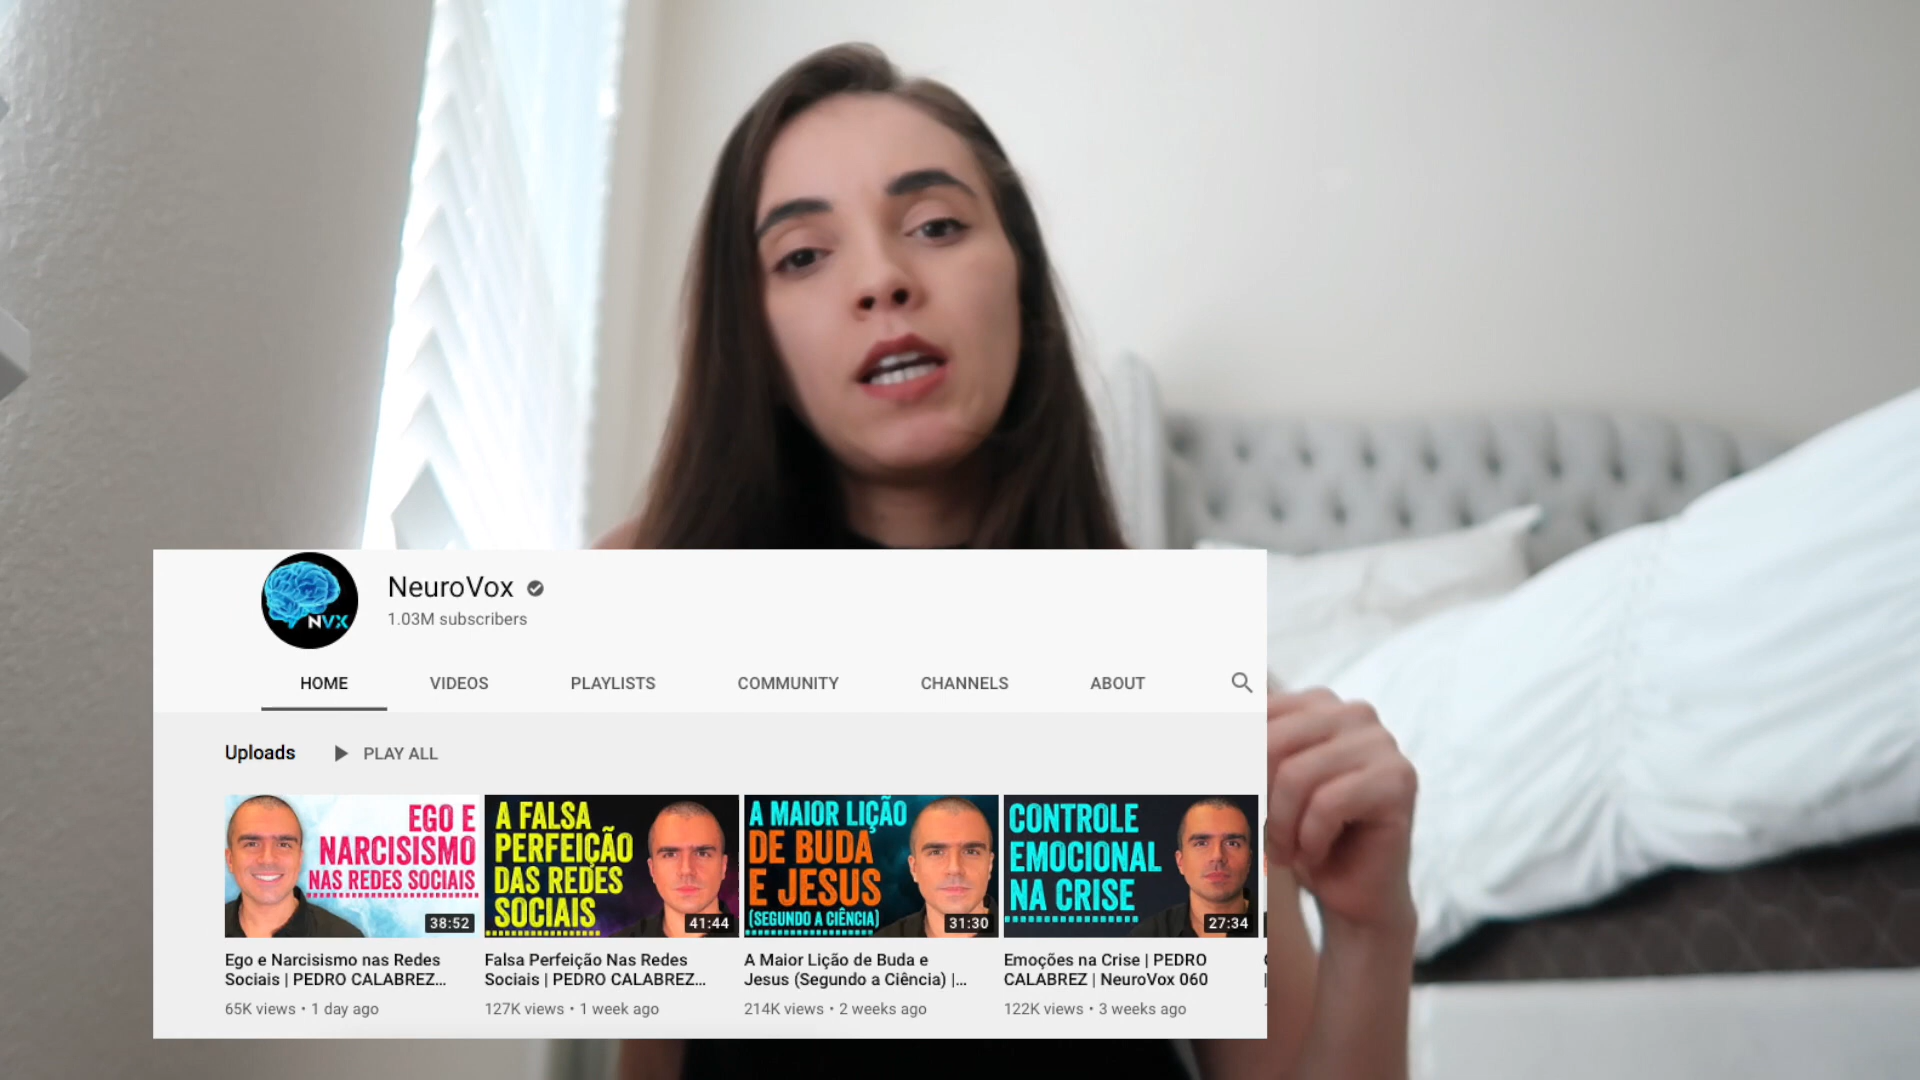 NVX
NeuroVox
1.03M subscribers
HOME VIDEOS PLAYLISTS COMMUNITY CHANNELS ABOUT
Uploads PLAY ALL
EGO E
NARCISISMO
NAS REDES SOCIAIS
38:52
A FALSA
PERFEIÇÃO
DAS REDES
SOCIAIS
41:44
A MAIOR LIÇÃO
DE BUDA
E JESUS
(SEGUNDO A CIÊNCIA)
31:30
CONTROLE
EMOCIONAL
NA CRISE
27:34
Ego e Narcisismo nas Redes
Sociais | PEDRO CALABREZ...
65K views • 1 day ago
Falsa Perfeição Nas Redes
Sociais | PEDRO CALABREZ...
127K views • 1 week ago
A Maior Lição de Buda e
Jesus (Segundo a Ciência) |...
214K views • 2 weeks ago
Emoções na Crise | PEDRO
CALABREZ | NeuroVox 060
122K views • 3 weeks ago